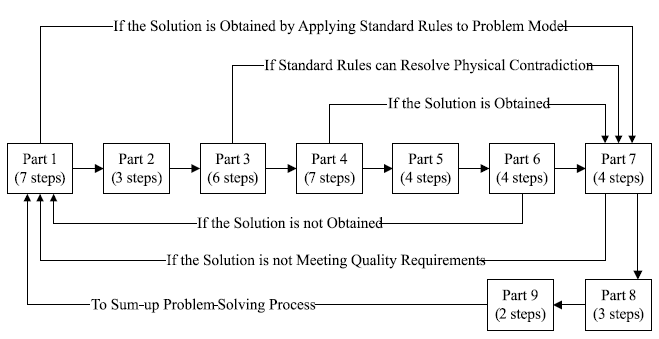 If the Solution is Obtained by Applying Standard Rules to Problem Model
If Standard Rules can Resolve Physical Contradiction
If the Solution is Obtained
Part 1
(7 steps)
Part 2
(3 steps)
Part 3
(6 steps)
Part 4
(7 steps)
Part 5
(4 steps)
Part 6
(4 steps)
Part 7
(4 steps)
If the Solution is not Obtained
If the Solution is not Meeting Quality Requirements
To Sum-up Problem-Solving Process
Part 9
(2 steps)
Part 8
(3 steps)